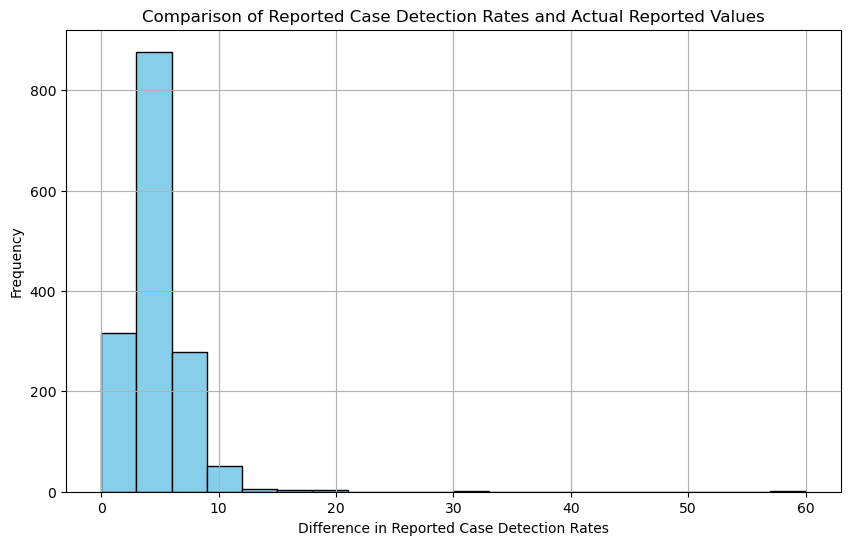 Comparison of Reported Case Detection Rates and Actual Reported Values
Frequency
800
600
400
200
0
0 10 20 30 40 50 60
Difference in Reported Case Detection Rates